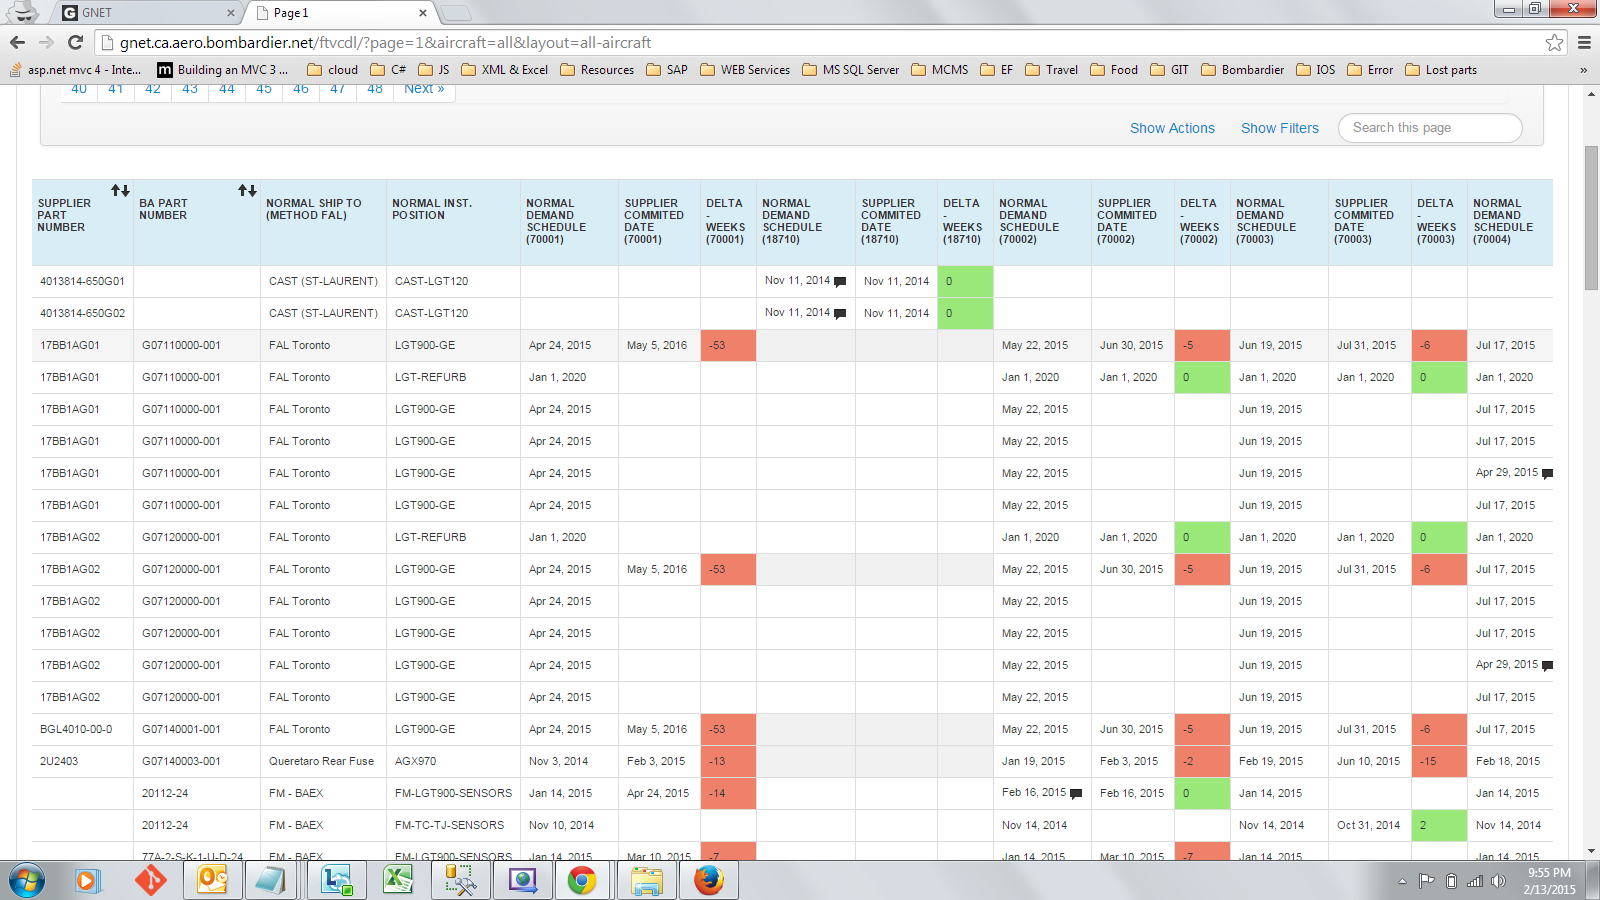 GNET
Page 1
gnet.ca.aero.bombardier.net/ftvcdl/?page=1&aircraft=all&layout=all-aircraft
asp.net mvc 4 - Inte... Building an MVC 3 ... cloud C# JS XML & Excel Resources SAP WEB Services MS SQL Server MCMS EF Travel Food GIT Bombardier IOS Error Lost parts »
40 41 42 43 44 45 46 47 48 Next »
Show Actions Show Filters Search this page
SUPPLIER PART NUMBER
BA PART NUMBER
NORMAL SHIP TO (METHOD FAL)
NORMAL INST. POSITION
NORMAL DEMAND SCHEDULE (70001)
SUPPLIER COMMITED DATE (70001)
DELTA - WEEKS (70001)
NORMAL DEMAND SCHEDULE (18710)
SUPPLIER COMMITED DATE (18710)
DELTA - WEEKS (18710)
NORMAL DEMAND SCHEDULE (70002)
SUPPLIER COMMITED DATE (70002)
DELTA - WEEKS (70002)
NORMAL DEMAND SCHEDULE (70003)
SUPPLIER COMMITED DATE (70003)
DELTA - WEEKS (70003)
NORMAL DEMAND SCHEDULE (70004)
4013814-650G01 CAST (ST-LAURENT) CAST-LGT120 Nov 11, 2014 Nov 11, 2014 0
4013814-650G02 CAST (ST-LAURENT) CAST-LGT120 Nov 11, 2014 Nov 11, 2014 0
17BB1AG01 G07110000-001 FAL Toronto LGT900-GE Apr 24, 2015 May 5, 2016 -53 May 22, 2015 Jun 30, 2015 -5 Jun 19, 2015 Jul 31, 2015 -6 Jul 17, 2015
17BB1AG01 G07110000-001 FAL Toronto LGT-REFURB Jan 1, 2020 Jan 1, 2020 Jan 1, 2020 0 Jan 1, 2020 Jan 1, 2020 0 Jan 1, 2020
17BB1AG01 G07110000-001 FAL Toronto LGT900-GE Apr 24, 2015 May 22, 2015 Jun 19, 2015 Jul 17, 2015
17BB1AG01 G07110000-001 FAL Toronto LGT900-GE Apr 24, 2015 May 22, 2015 Jun 19, 2015 Jul 17, 2015
17BB1AG01 G07110000-001 FAL Toronto LGT900-GE Apr 24, 2015 May 22, 2015 Jun 19, 2015 Apr 29, 2015
17BB1AG01 G07110000-001 FAL Toronto LGT900-GE Apr 24, 2015 May 22, 2015 Jun 19, 2015 Jul 17, 2015
17BB1AG02 G07120000-001 FAL Toronto LGT-REFURB Jan 1, 2020 Jan 1, 2020 Jan 1, 2020 0 Jan 1, 2020 Jan 1, 2020 0 Jan 1, 2020
17BB1AG02 G07120000-001 FAL Toronto LGT900-GE Apr 24, 2015 May 5, 2016 -53 May 22, 2015 Jun 30, 2015 -5 Jun 19, 2015 Jul 31, 2015 -6 Jul 17, 2015
17BB1AG02 G07120000-001 FAL Toronto LGT900-GE Apr 24, 2015 May 22, 2015 Jun 19, 2015 Jul 17, 2015
17BB1AG02 G07120000-001 FAL Toronto LGT900-GE Apr 24, 2015 May 22, 2015 Jun 19, 2015 Jul 17, 2015
17BB1AG02 G07120000-001 FAL Toronto LGT900-GE Apr 24, 2015 May 22, 2015 Jun 19, 2015 Apr 29, 2015
17BB1AG02 G07120000-001 FAL Toronto LGT900-GE Apr 24, 2015 May 22, 2015 Jun 19, 2015 Jul 17, 2015
BGL4010-00-0 G07140001-001 FAL Toronto LGT900-GE Apr 24, 2015 May 5, 2016 -53 May 22, 2015 Jun 30, 2015 -5 Jun 19, 2015 Jul 31, 2015 -6 Jul 17, 2015
2U2403 G07140003-001 Queretaro Rear Fuse AGX970 Nov 3, 2014 Feb 3, 2015 -13 Jan 19, 2015 Feb 3, 2015 -2 Feb 19, 2015 Jun 10, 2015 -15 Feb 18, 2015
20112-24 FM - BAEX FM-LGT900-SENSORS Jan 14, 2015 Apr 24, 2015 -14 Feb 16, 2015 Feb 16, 2015 0 Jan 14, 2015 Jan 14, 2015
20112-24 FM - BAEX FM-TC-TJ-SENSORS Nov 10, 2014 Nov 14, 2014 Nov 14, 2014 Oct 31, 2014 2 Nov 14, 2014
77A-2-S-K-1-U-D-24 FM - BAEX FM-LGT900-SENSORS Jan 14, 2015 Mar 10, 2015 -7 Jan 14, 2015 Mar 10, 2015 -7 Jan 14, 2015 Jan 14, 2015
9:55 PM
2/13/2015